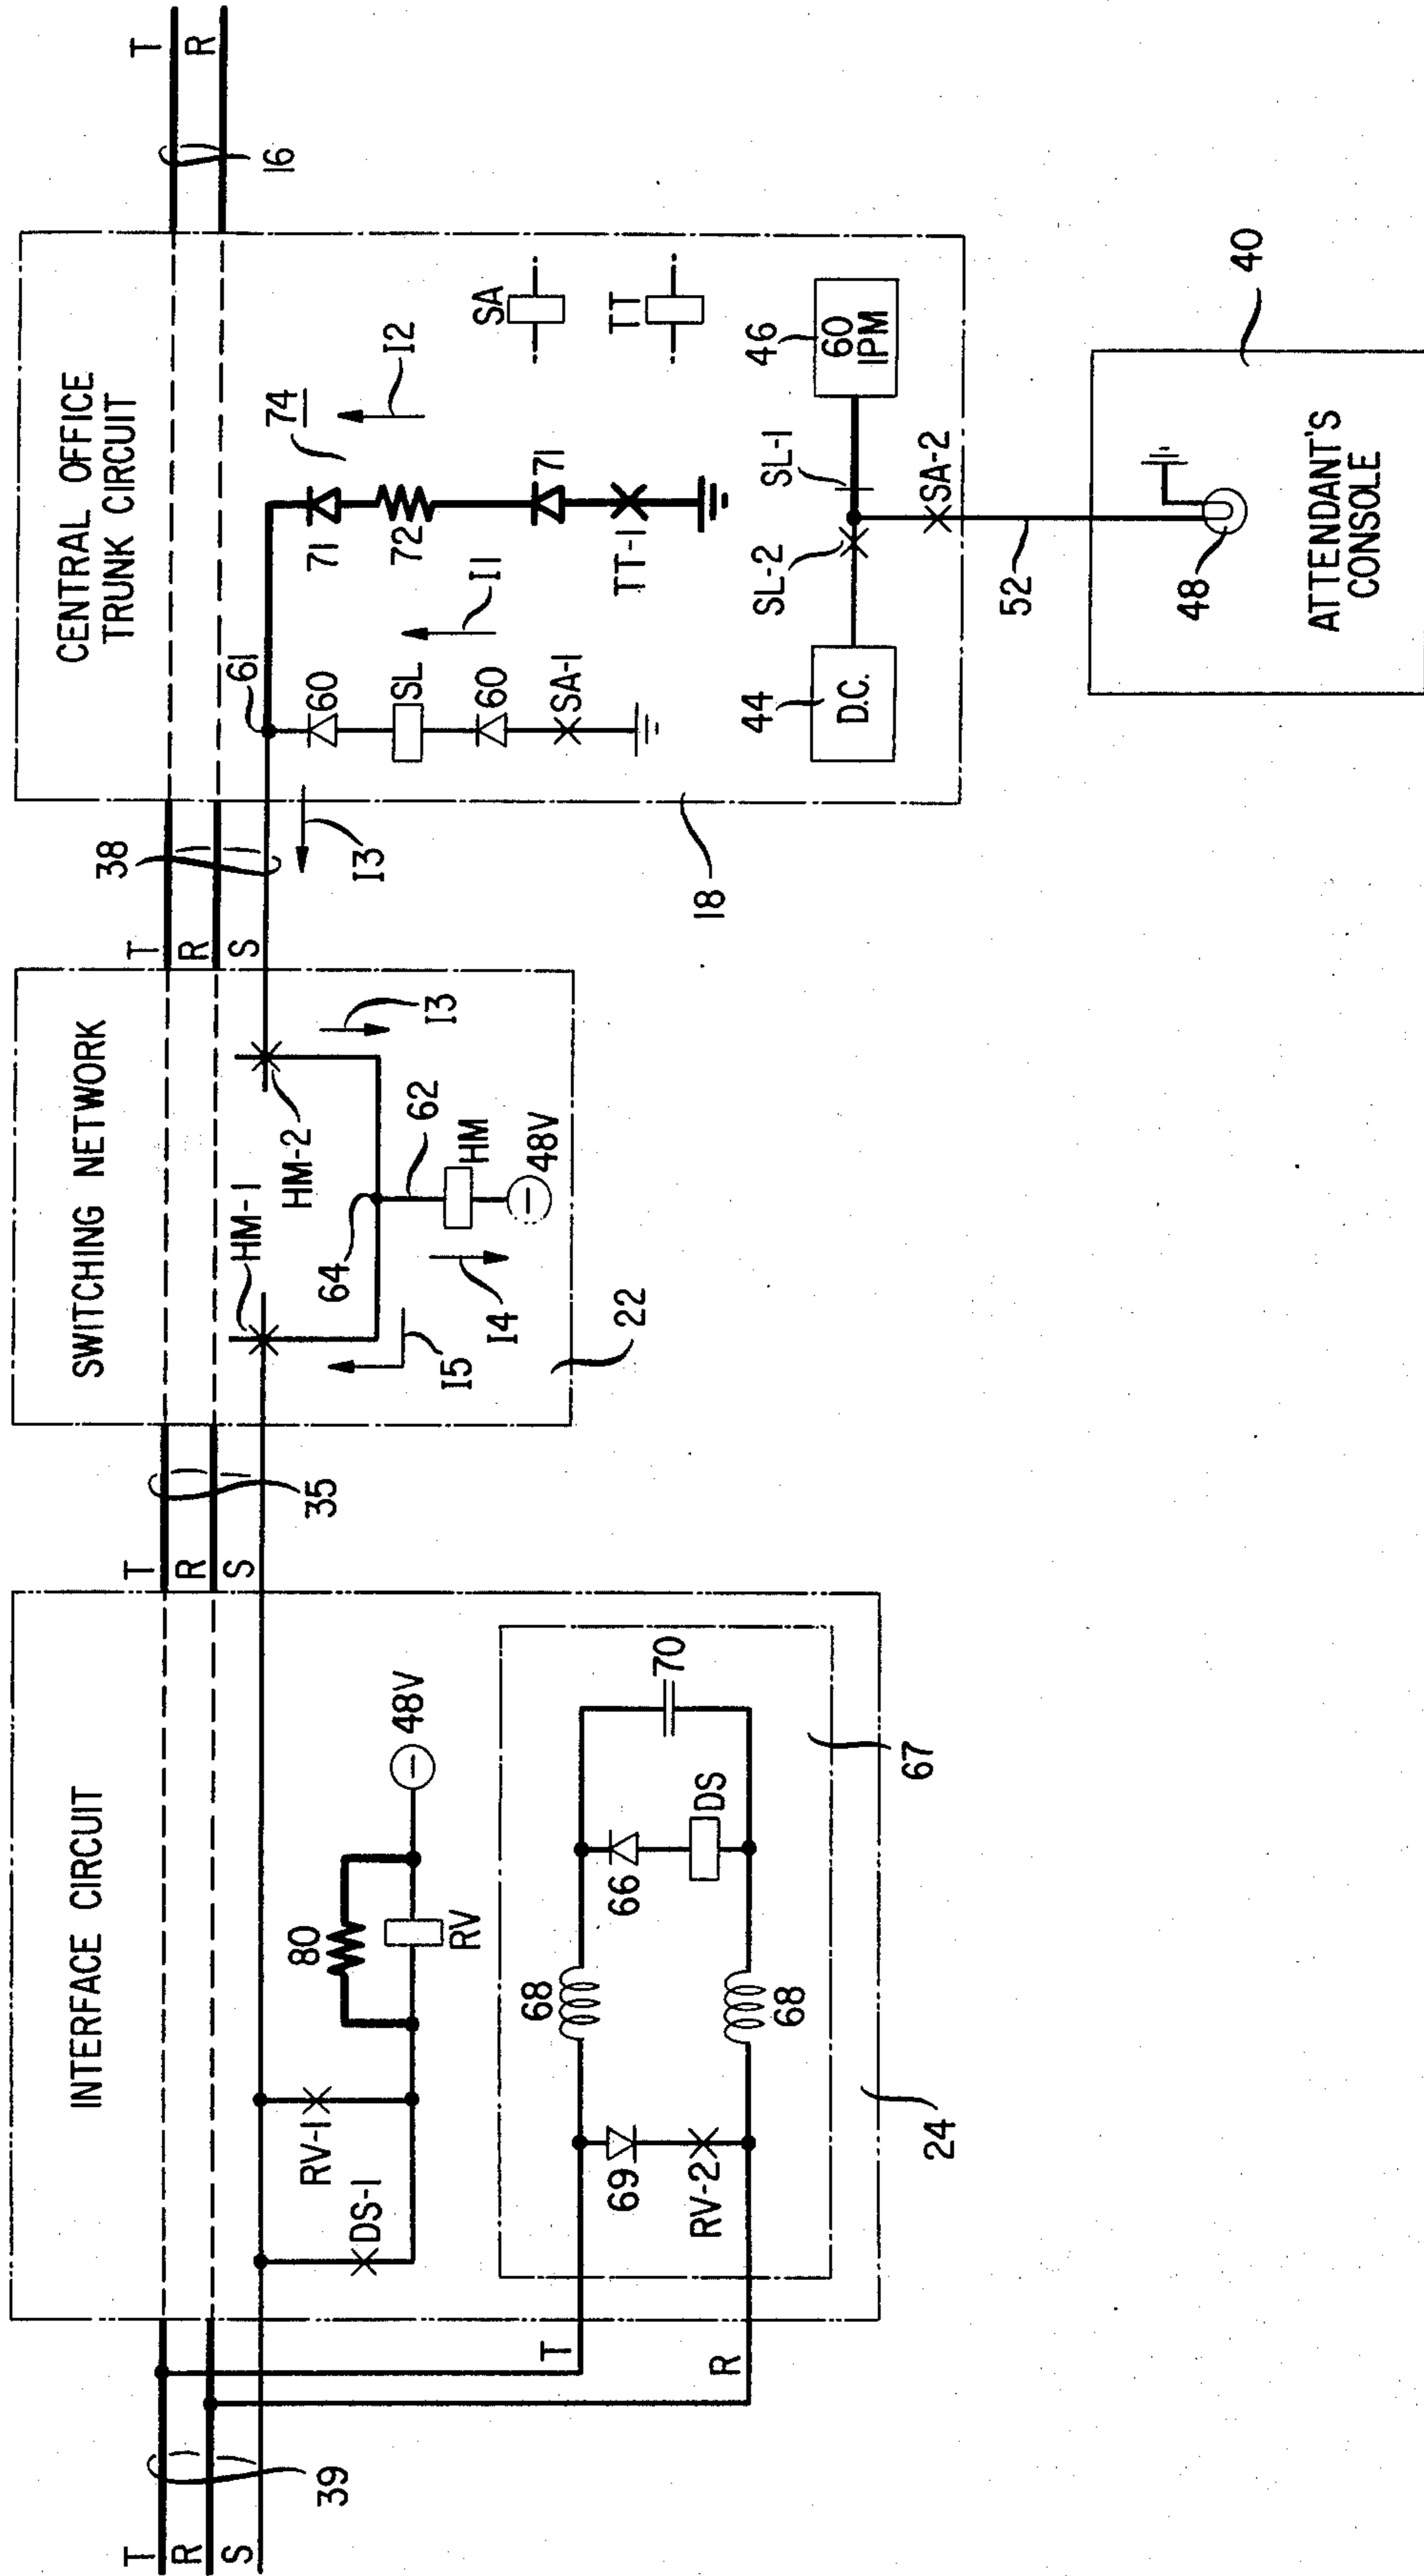 T
R
16
CENTRAL OFFICE
TRUNK CIRCUIT
74
I2
SA
TT
71
72
71
TT-1
I1
61
60
SL
60
SA-1
SL-1
46
60
IPM
SL-2
44
D.C.
SA-2
52
40
48
ATTENDANT'S
CONSOLE
18
38
I3
T
R
S
SWITCHING NETWORK
HM-1
HM-2
I3
62
64
HM
48V
I4
I5
22
35
T
R
S
INTERFACE CIRCUIT
80
RV
48V
RV-1
DS-1
70
66
DS
68
68
69
RV-2
67
24
T
R
39
T
R
S